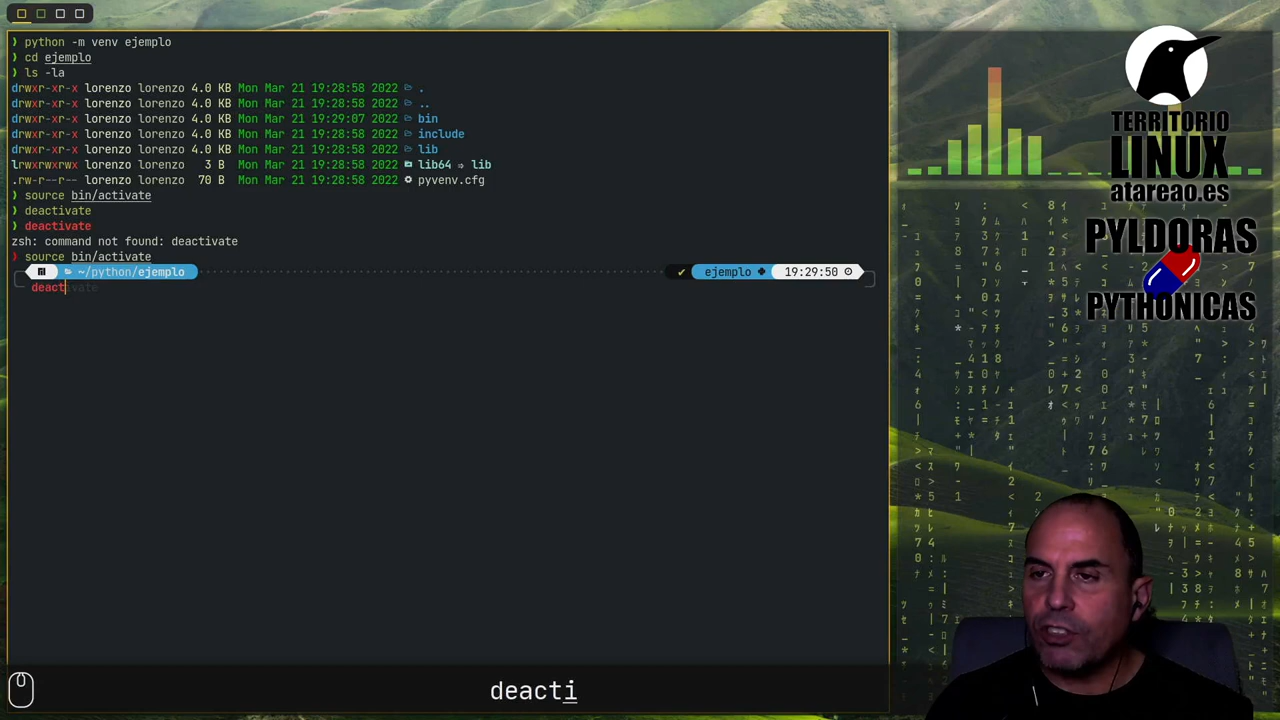 ❯ python -m venv ejemplo
❯ cd ejemplo
❯ ls -la
drwxr-xr-x lorenzo lorenzo 4.0 KB Mon Mar 21 19:28:58 2022 .
drwxr-xr-x lorenzo lorenzo 4.0 KB Mon Mar 21 19:28:58 2022 ..
drwxr-xr-x lorenzo lorenzo 4.0 KB Mon Mar 21 19:29:07 2022 bin
drwxr-xr-x lorenzo lorenzo 4.0 KB Mon Mar 21 19:28:58 2022 include
drwxr-xr-x lorenzo lorenzo 4.0 KB Mon Mar 21 19:28:58 2022 lib
lrwxrwxrwx lorenzo lorenzo 3 B Mon Mar 21 19:28:58 2022 lib64 ⇒ lib
.rw-r--r-- lorenzo lorenzo 70 B Mon Mar 21 19:28:58 2022 pyvenv.cfg
❯ source bin/activate
❯ deactivate
❯ deactivate
zsh: command not found: deactivate
❯ source bin/activate
~/python/ejemplo ✔ ejemplo 19:29:50
deactivate
deacti
TERRITORIO
LINUX
atareao.es
PYLDORAS
PYTHONICAS